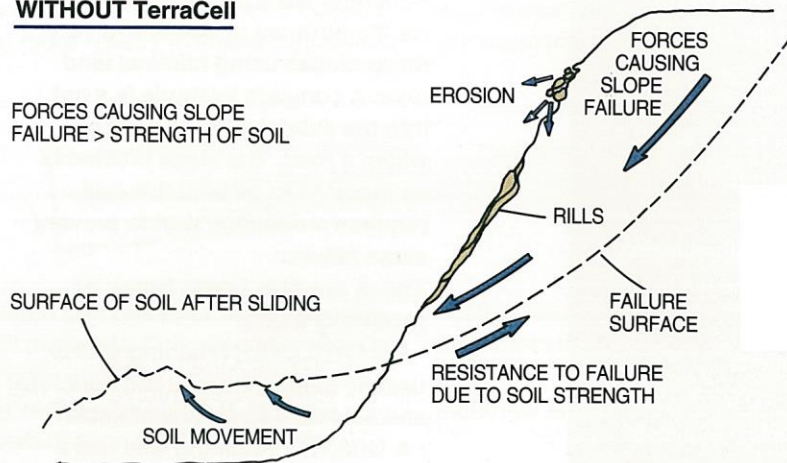 WITHOUT TerraCell
FORCES CAUSING SLOPE
FAILURE > STRENGTH OF SOIL
EROSION
FORCES
CAUSING
SLOPE
FAILURE
RILLS
SURFACE OF SOIL AFTER SLIDING
FAILURE
SURFACE
RESISTANCE TO FAILURE
DUE TO SOIL STRENGTH
SOIL MOVEMENT